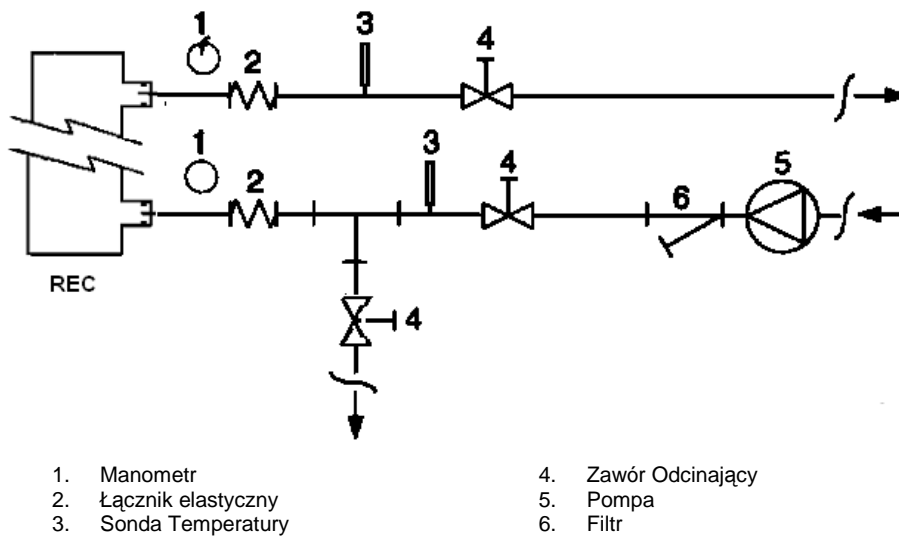 1
3
4
2
1
3
4
5
2
6
REC
4
1. Manometr
2. Łącznik elastyczny
3. Sonda Temperatury
4. Zawór Odcinający
5. Pompa
6. Filtr